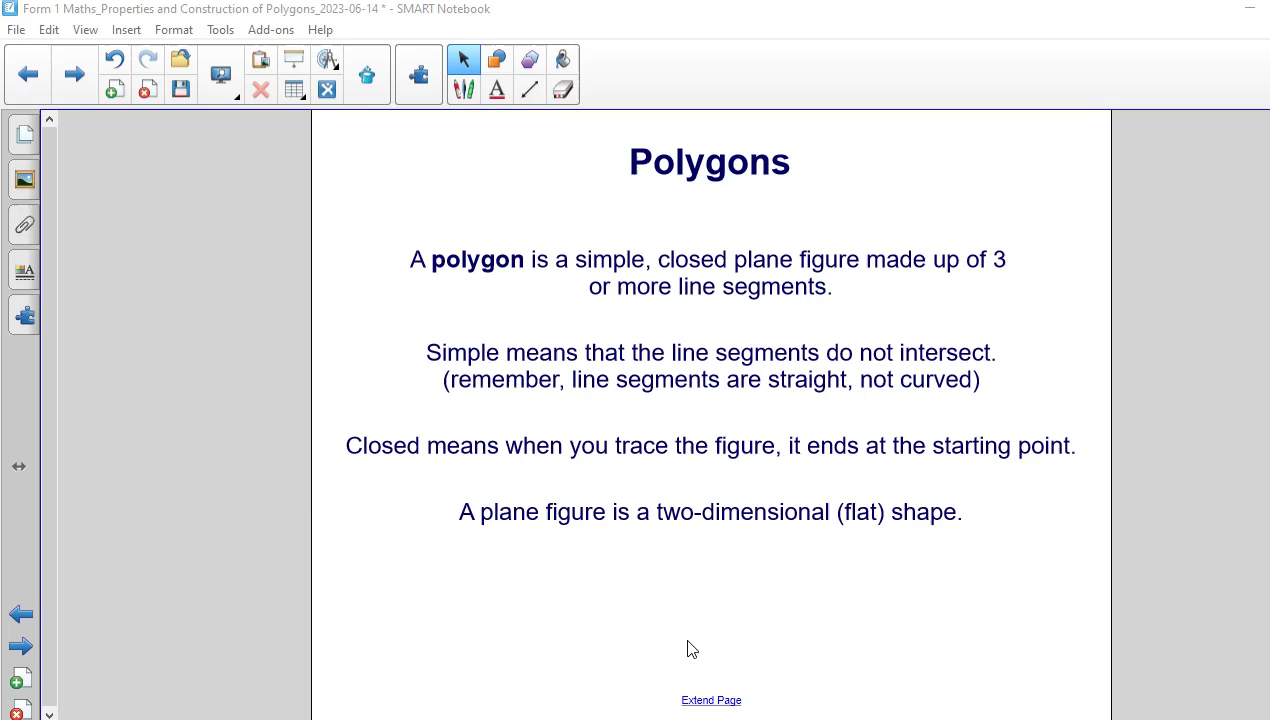 Form 1 Maths_Properties and Construction of Polygons_2023-06-14 * - SMART Notebook
File Edit View Insert Format Tools Add-ons Help
Polygons
A polygon is a simple, closed plane figure made up of 3
or more line segments.
Simple means that the line segments do not intersect.
(remember, line segments are straight, not curved)
Closed means when you trace the figure, it ends at the starting point.
A plane figure is a two-dimensional (flat) shape.
Extend Page